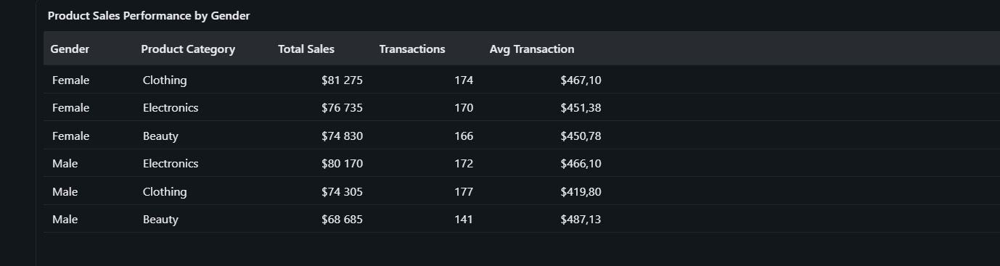 Product Sales Performance by Gender
Gender Product Category Total Sales Transactions Avg Transaction
Female Clothing $81 275 174 $467,10
Female Electronics $76 735 170 $451,38
Female Beauty $74 830 166 $450,78
Male Electronics $80 170 172 $466,10
Male Clothing $74 305 177 $419,80
Male Beauty $68 685 141 $487,13